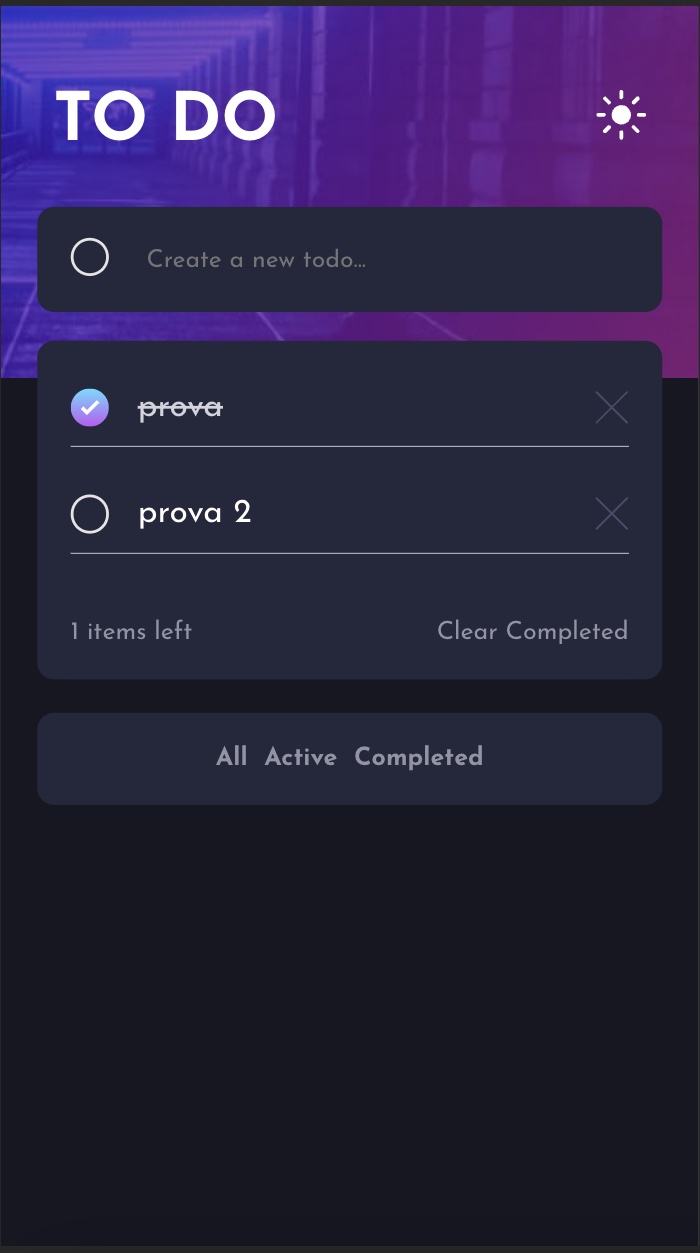 TO DO
Create a new todo...
prova
prova 2
1 items left Clear Completed
All Active Completed